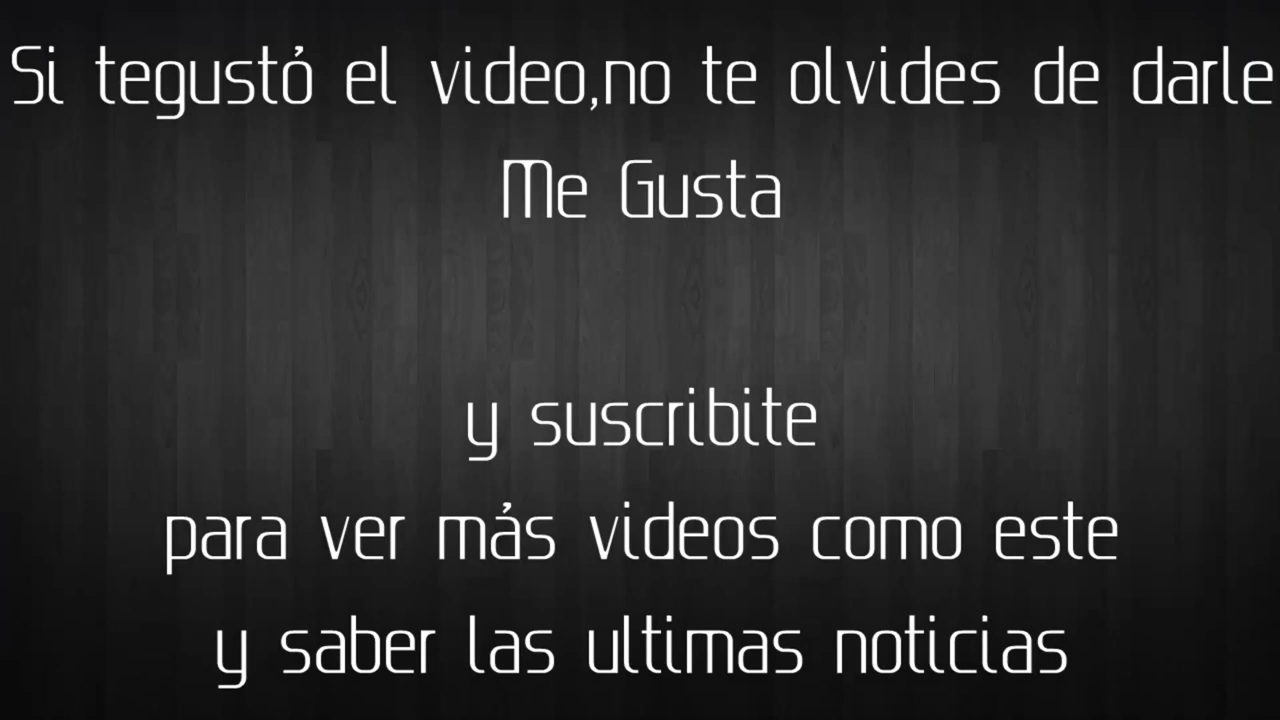 Si tegustó el video,no te olvides de darle
Me Gusta
y suscribite
para ver más videos como este
y saber las ultimas noticias